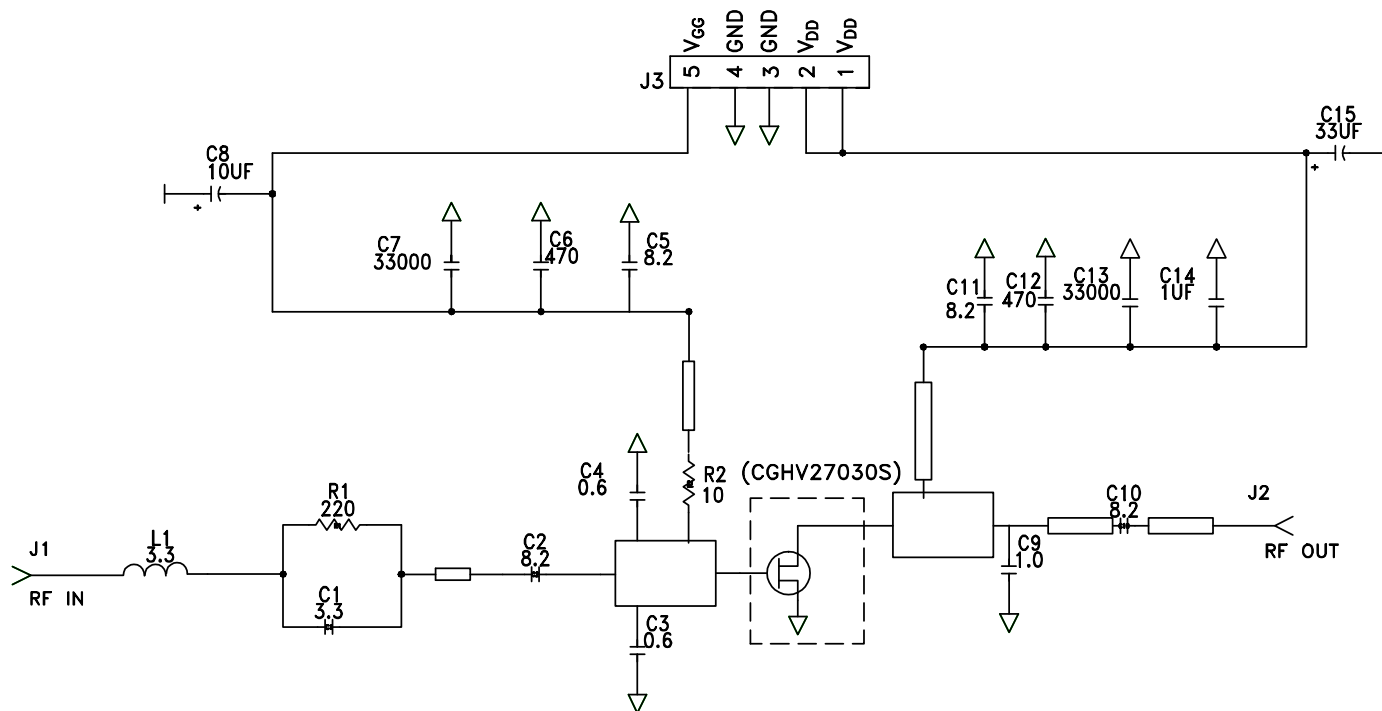 VGG
GND
GND
VDD
VDD
J3
5
4
3
2
1
C15
33UF
+
C8
10UF
+
C7
33000
C6
470
C5
8.2
C11
8.2
C12
470
C13
33000
C14
1UF
C4
0.6
R2
10
(CGHV27030S)
R1
220
C10
8.2
J2
RF OUT
J1
RF IN
L1
3.3
C2
8.2
C9
1.0
C1
3.3
C3
0.6